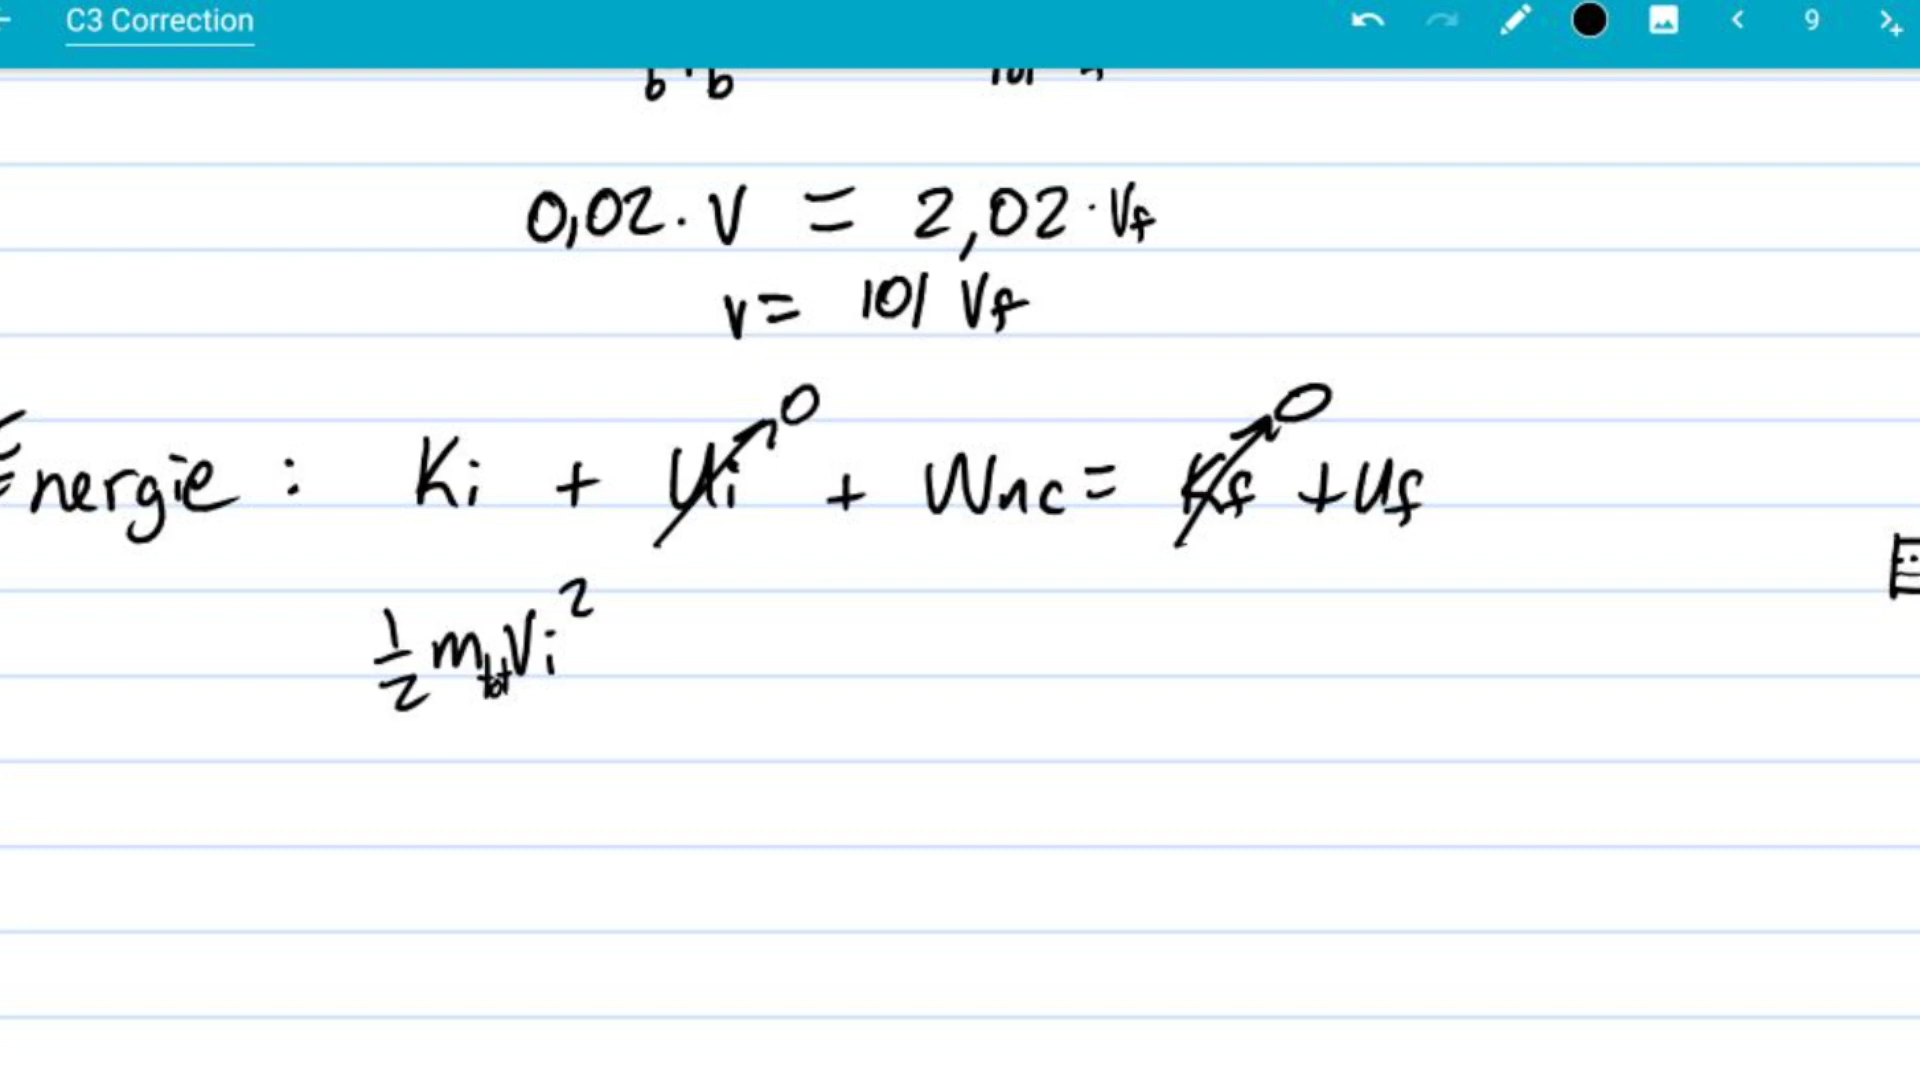 C3 Correction 9
b · b
0,02 · V = 2,02 · Vf
v = 101 Vf
Énergie : Ki + Ui→0 + Wnc = Kf→0 + Uf
1/2 mtot Vi²